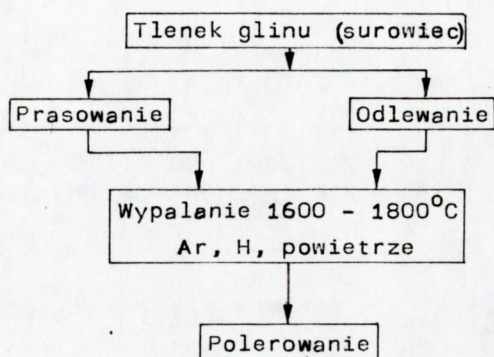 Tlenek glinu (surowiec)
Prasowanie
Odlewanie
Wypalanie 1600 - 1800°C
Ar, H, powietrze
Polerowanie